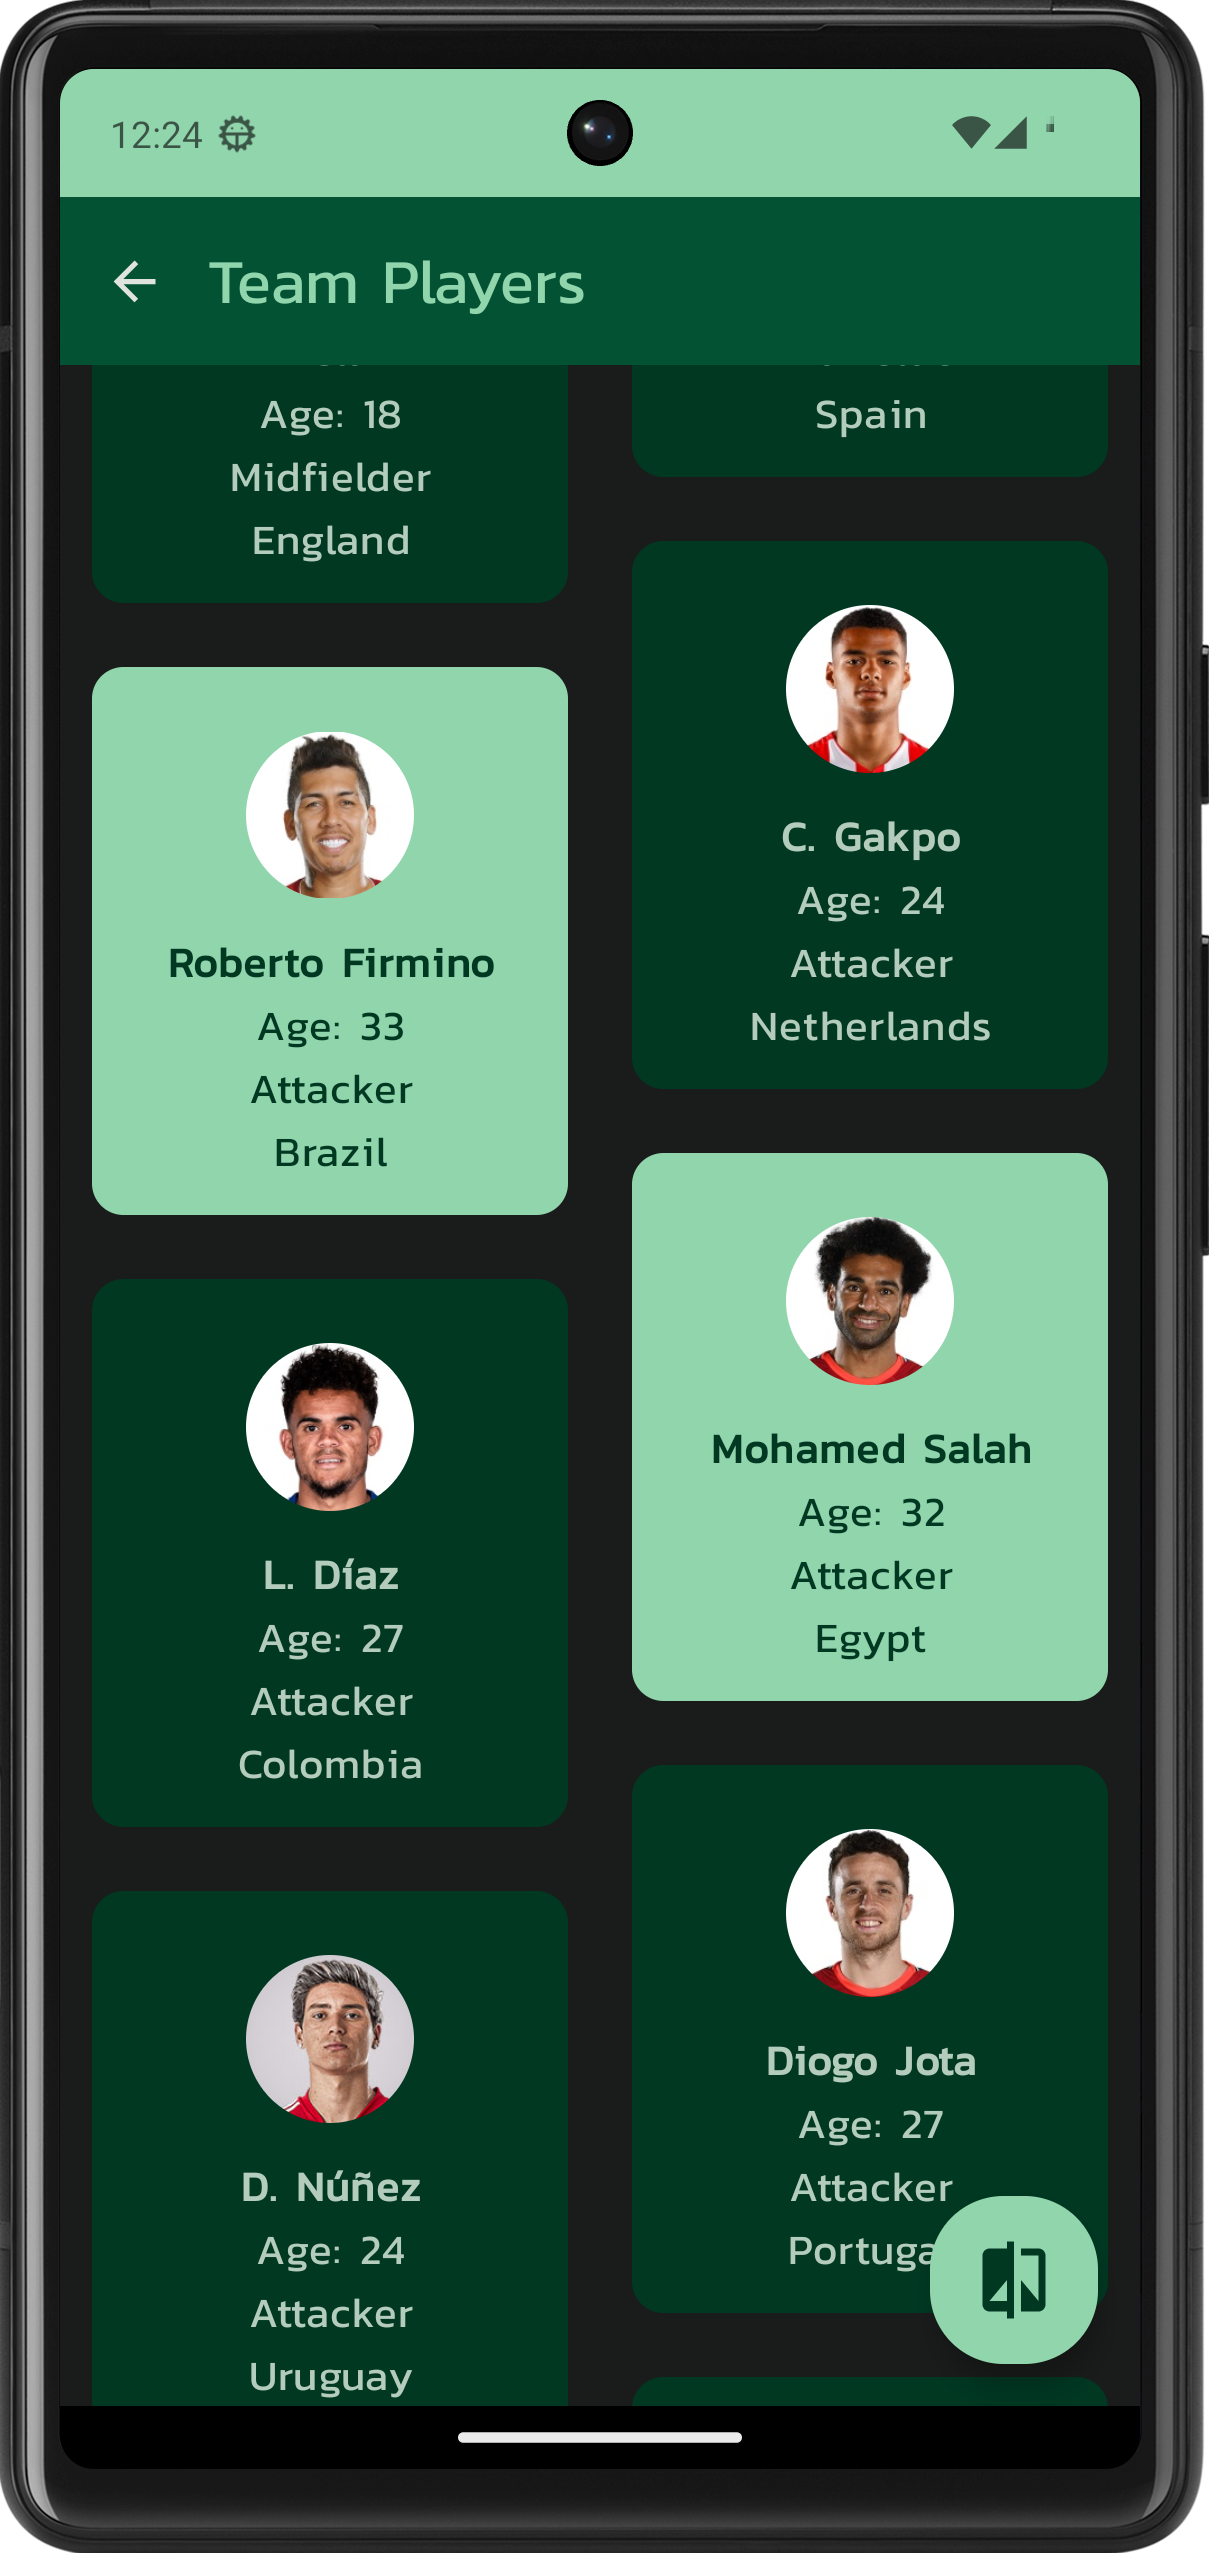 12:24
Team Players
Age: 18
Midfielder
England
Spain
Roberto Firmino
Age: 33
Attacker
Brazil
C. Gakpo
Age: 24
Attacker
Netherlands
L. Díaz
Age: 27
Attacker
Colombia
Mohamed Salah
Age: 32
Attacker
Egypt
D. Núñez
Age: 24
Attacker
Uruguay
Diogo Jota
Age: 27
Attacker
Portuga